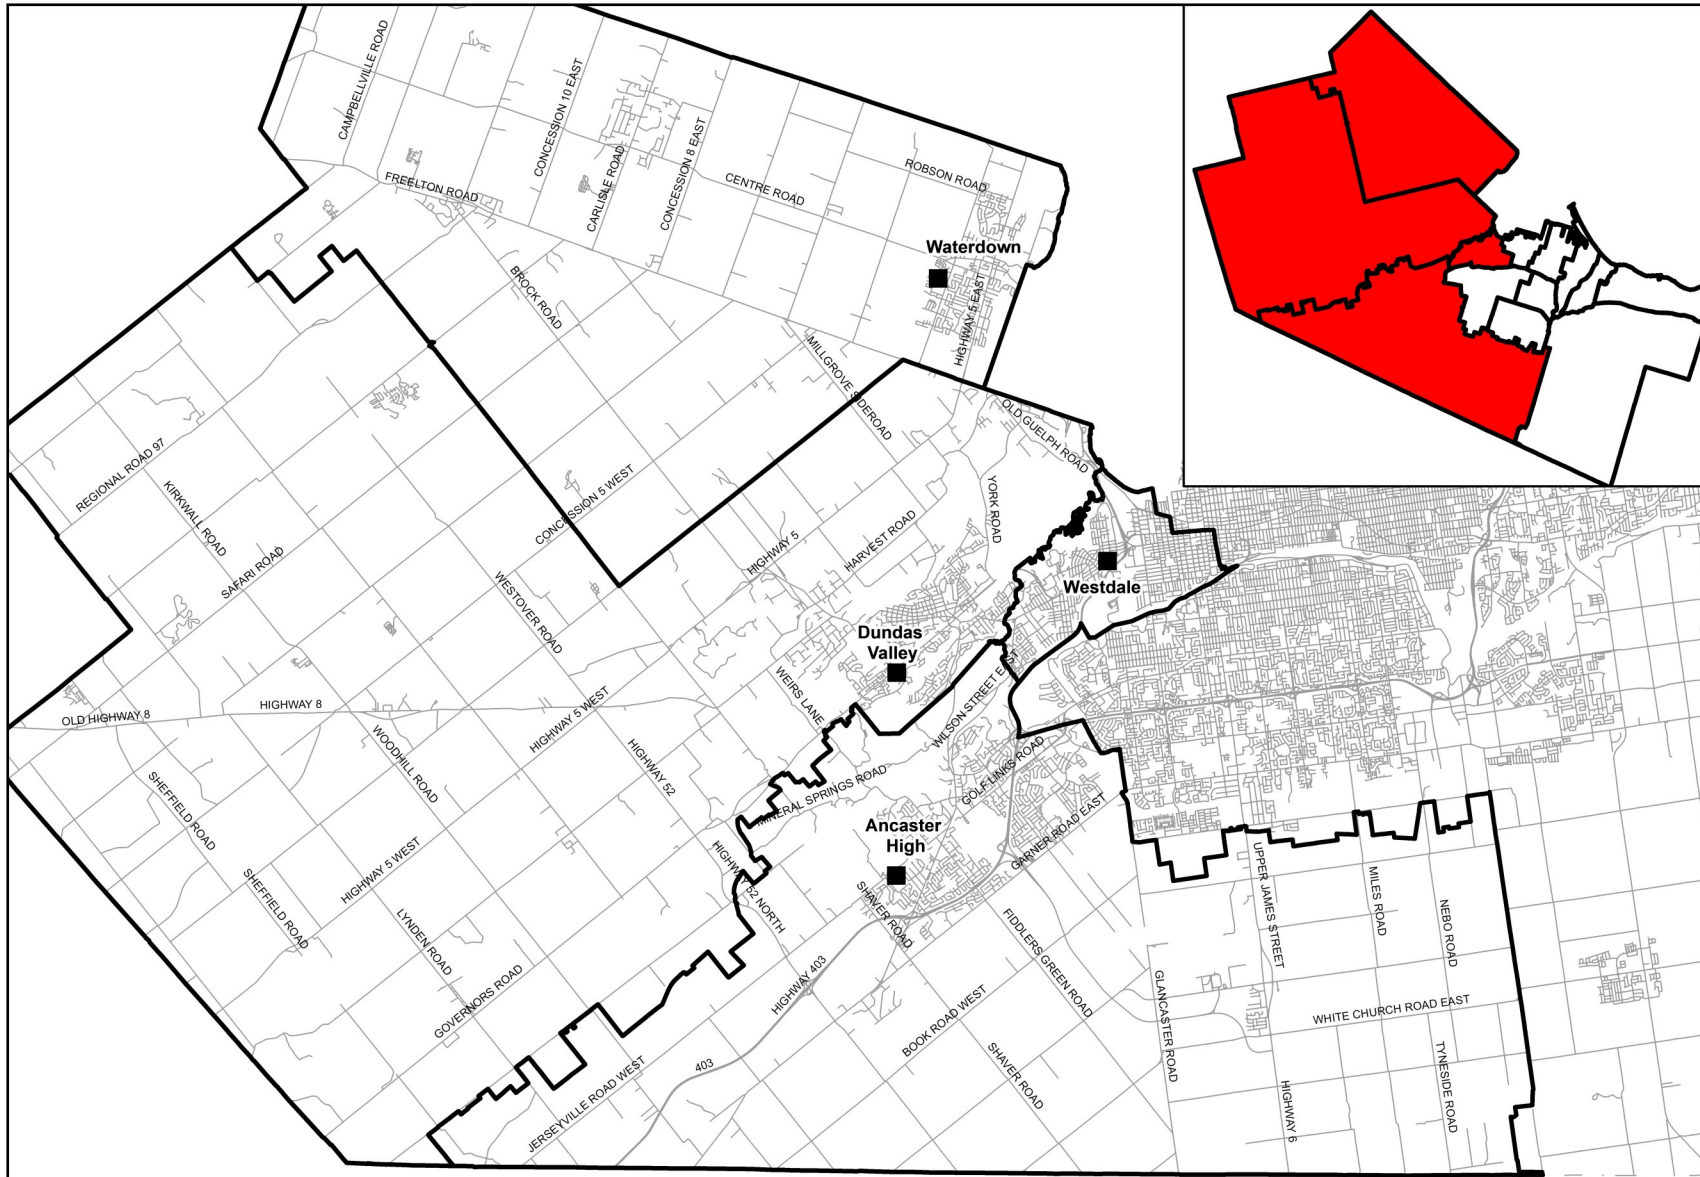 CAMPBELLVILLE ROAD
CONCESSION 10 EAST
FREELTON ROAD
CARLISLE ROAD
CONCESSION 8 EAST
CENTRE ROAD
ROBSON ROAD
Waterdown
BROCK ROAD
HIGHWAY 5 EAST
MILLGROVE SIDEROAD
OLD GUELPH ROAD
REGIONAL ROAD 97
KIRKWALL ROAD
SAFARI ROAD
CONCESSION 5 WEST
WESTOVER ROAD
HIGHWAY 5
HARVEST ROAD
YORK ROAD
Westdale
Dundas
Valley
WEIRS LANE
WILSON STREET EAST
OLD HIGHWAY 8
HIGHWAY 8
HIGHWAY 5 WEST
WOODHILL ROAD
HIGHWAY 52
SHEFFIELD ROAD
MINERAL SPRINGS ROAD
GOLF LINKS ROAD
Ancaster
High
GARNER ROAD EAST
HIGHWAY 5 WEST
SHEFFIELD ROAD
HIGHWAY 52 NORTH
SHAVER ROAD
LYNDEN ROAD
FIDDLERS GREEN ROAD
UPPER JAMES STREET
MILES ROAD
NEBO ROAD
GOVERNORS ROAD
HIGHWAY 403
GLANCASTER ROAD
BOOK ROAD WEST
WHITE CHURCH ROAD EAST
403
JERSEYVILLE ROAD WEST
SHAVER ROAD
HIGHWAY 6
TYNESIDE ROAD